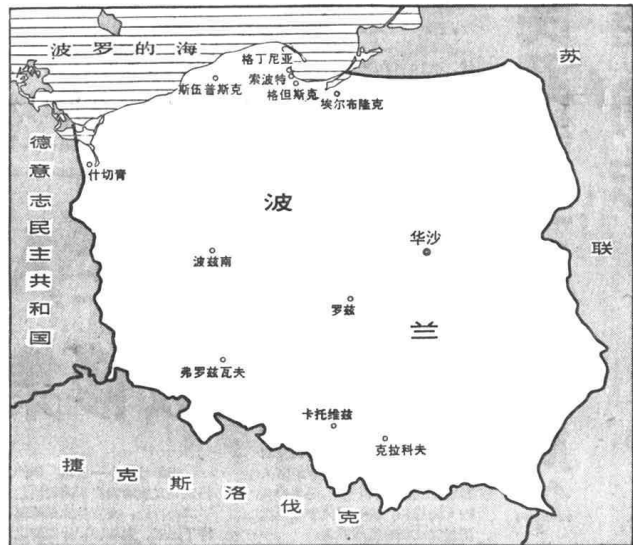 波罗的海
苏联
格丁尼亚
索波特
格但斯克
斯伍普斯克
埃尔布隆克
德意志民主共和国
什切青
波兰
华沙
波兹南
罗兹
弗罗兹瓦夫
卡托维兹
克拉科夫
捷克斯洛伐克